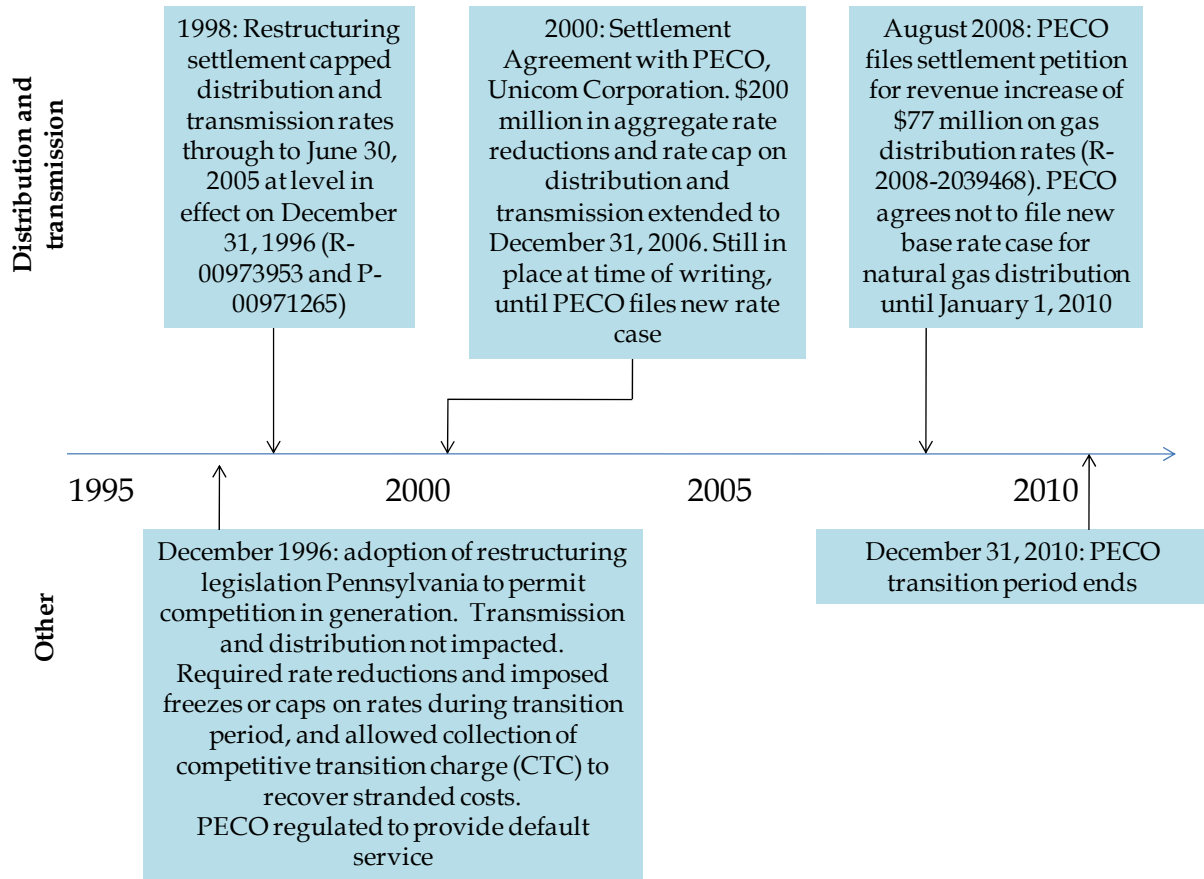 Distribution and
transmission
1998: Restructuring
settlement capped
distribution and
transmission rates
through to June 30,
2005 at level in
effect on December
31, 1996 (R-
00973953 and P-
00971265)
2000: Settlement
Agreement with PECO,
Unicom Corporation. $200
million in aggregate rate
reductions and rate cap on
distribution and
transmission extended to
December 31, 2006. Still in
place at time of writing,
until PECO files new rate
case
August 2008: PECO
files settlement petition
for revenue increase of
$77 million on gas
distribution rates (R-
2008-2039468). PECO
agrees not to file new
base rate case for
natural gas distribution
until January 1, 2010
1995 2000 2005 2010
Other
December 1996: adoption of restructuring
legislation Pennsylvania to permit
competition in generation. Transmission
and distribution not impacted.
Required rate reductions and imposed
freezes or caps on rates during transition
period, and allowed collection of
competitive transition charge (CTC) to
recover stranded costs.
PECO regulated to provide default
service
December 31, 2010: PECO
transition period ends